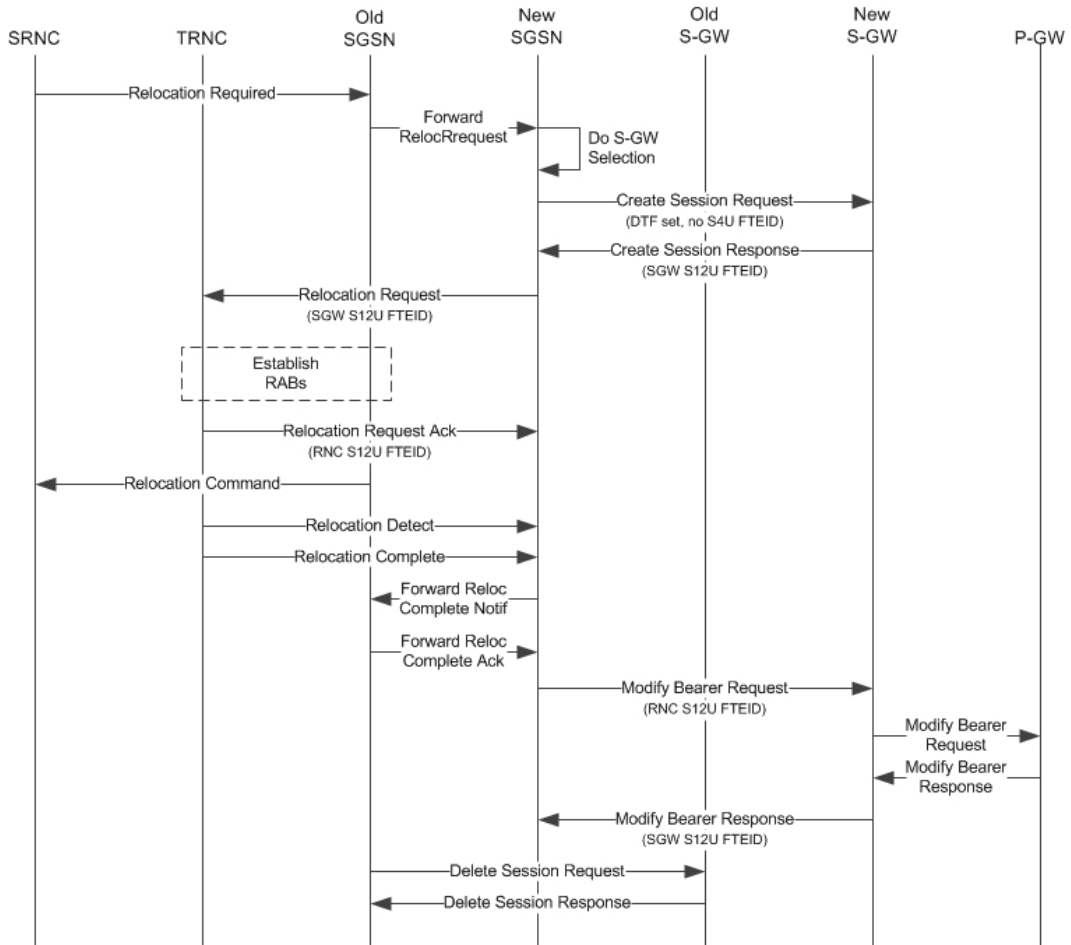 SRNC
TRNC
Old
SGSN
New
SGSN
Old
S-GW
New
S-GW
P-GW
Relocation Required
Forward
RelocRrequest
Do S-GW
Selection
Create Session Request
(DTF set, no S4U FTEID)
Create Session Response
(SGW S12U FTEID)
Relocation Request
(SGW S12U FTEID)
Establish
RABs
Relocation Request Ack
(RNC S12U FTEID)
Relocation Command
Relocation Detect
Relocation Complete
Forward Reloc
Complete Notif
Forward Reloc
Complete Ack
Modify Bearer Request
(RNC S12U FTEID)
Modify Bearer
Request
Modify Bearer
Response
Modify Bearer Response
(SGW S12U FTEID)
Delete Session Request
Delete Session Response